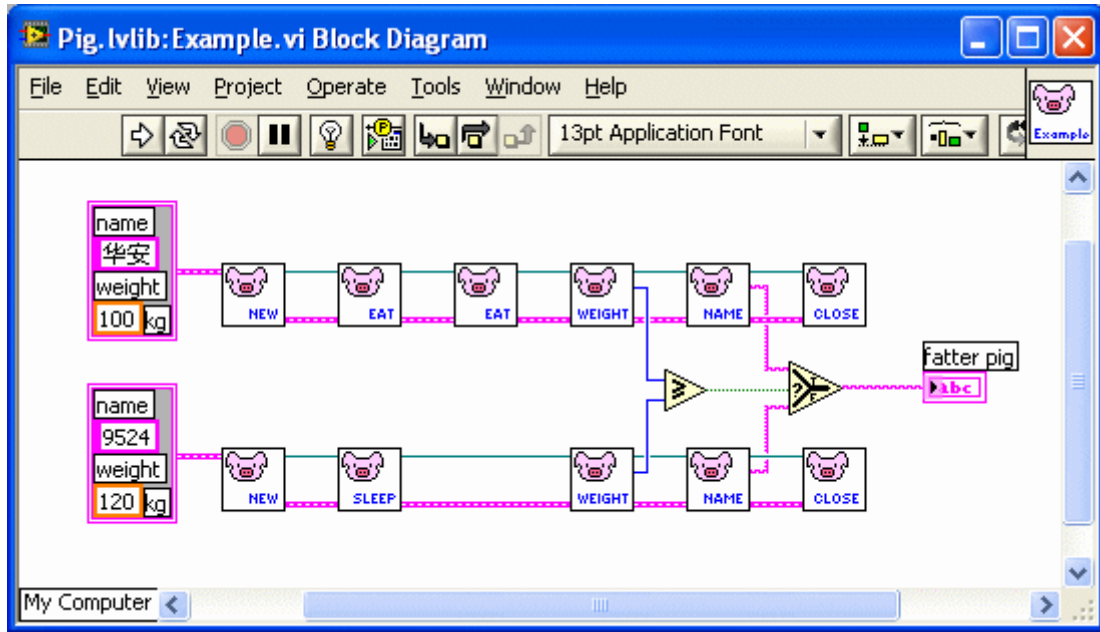 Pig.lvlib:Example.vi Block Diagram
File Edit View Project Operate Tools Window Help
13pt Application Font
Example
name
华安
weight
100 kg
NEW EAT EAT WEIGHT NAME CLOSE
fatter pig
abc
? T F
name
9524
weight
120 kg
NEW SLEEP WEIGHT NAME CLOSE
My Computer